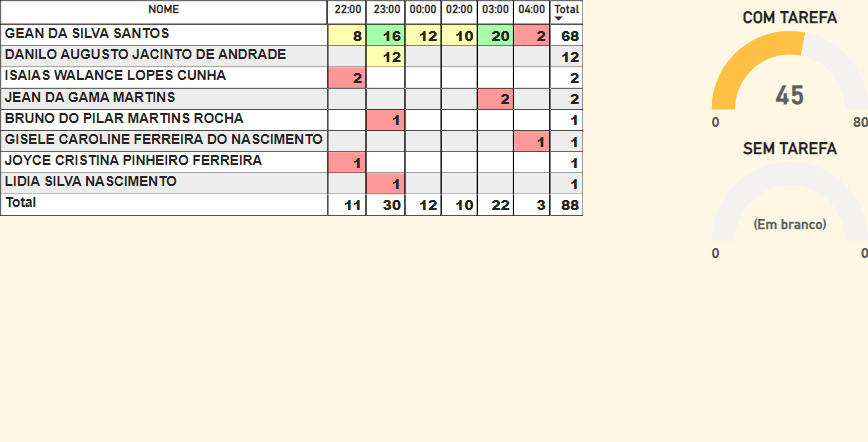 NOME 22:00 23:00 00:00 02:00 03:00 04:00 Total
GEAN DA SILVA SANTOS 8 16 12 10 20 2 68
DANILO AUGUSTO JACINTO DE ANDRADE 12 12
ISAIAS WALANCE LOPES CUNHA 2 2
JEAN DA GAMA MARTINS 2 2
BRUNO DO PILAR MARTINS ROCHA 1 1
GISELE CAROLINE FERREIRA DO NASCIMENTO 1 1
JOYCE CRISTINA PINHEIRO FERREIRA 1 1
LIDIA SILVA NASCIMENTO 1 1
Total 11 30 12 10 22 3 88
COM TAREFA
45
0 80
SEM TAREFA
(Em branco)
0 0